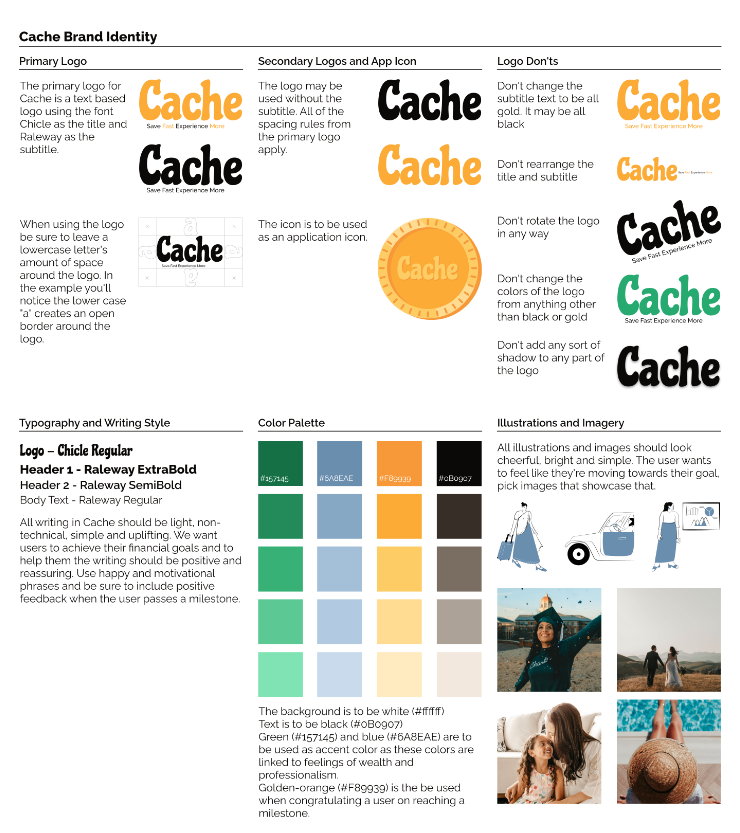 Cache Brand Identity
Primary Logo
The primary logo for
Cache is a text based
logo using the font
Chicle as the title and
Raleway as the
subtitle.
Cache
Save Fast Experience More
Cache
Save Fast Experience More
When using the logo
be sure to leave a
lowercase letter's
amount of space
around the logo. In
the example you'll
notice the lower case
"a" creates an open
border around the
logo.
a
x
x
a
Cache
Save Fast Experience More
a
x
x
a
Secondary Logos and App Icon
The logo may be
used without the
subtitle. All of the
spacing rules from
the primary logo
apply.
Cache
Cache
The icon is to be used
as an application icon.
Cache
Logo Don'ts
Don't change the
subtitle text to be all
gold. It may be all
black
Cache
Save Fast Experience More
Don't rearrange the
title and subtitle
Cache
Save Fast Experience More
Don't rotate the logo
in any way
Cache
Save Fast Experience More
Don't change the
colors of the logo
from anything other
than black or gold
Cache
Save Fast Experience More
Don't add any sort of
shadow to any part of
the logo
Cache
Typography and Writing Style
Logo - Chicle Regular
Header 1 - Raleway ExtraBold
Header 2 - Raleway SemiBold
Body Text - Raleway Regular
All writing in Cache should be light, non-
technical, simple and uplifting. We want
users to achieve their financial goals and to
help them the writing should be positive and
reassuring. Use happy and motivational
phrases and be sure to include positive
feedback when the user passes a milestone.
Color Palette
#157145
#6A8EAE
#F89939
#0B0907
The background is to be white (#ffffff)
Text is to be black (#0B0907)
Green (#157145) and blue (#6A8EAE) are to
be used as accent color as these colors are
linked to feelings of wealth and
professionalism.
Golden-orange (#F89939) is the be used
when congratulating a user on reaching a
milestone.
Illustrations and Imagery
All illustrations and images should look
cheerful, bright and simple. The user wants
to feel like they're moving towards their goal,
pick images that showcase that.